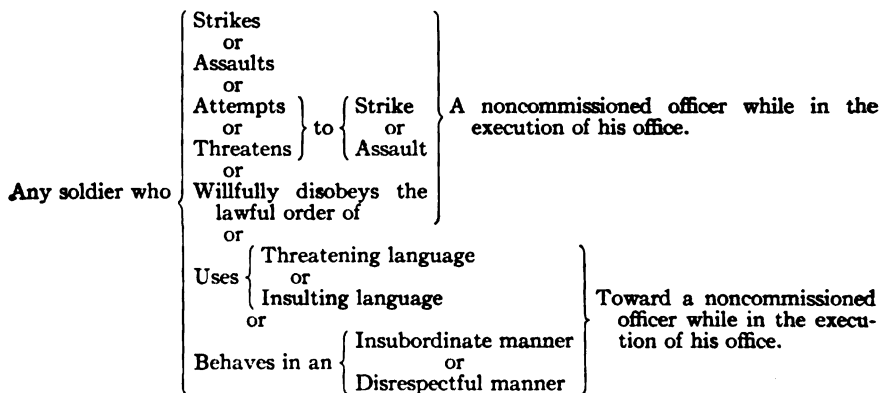 Strikes
or
Assaults
or
Attempts
or
Threatens
to
Strike
or
Assault
A noncommissioned officer while in the
execution of his office.
or
Any soldier who
Willfully disobeys the
lawful order of
or
Uses
Threatening language
or
Insulting language
or
Behaves in an
Insubordinate manner
or
Disrespectful manner
Toward a noncommissioned
officer while in the execu-
tion of his office.